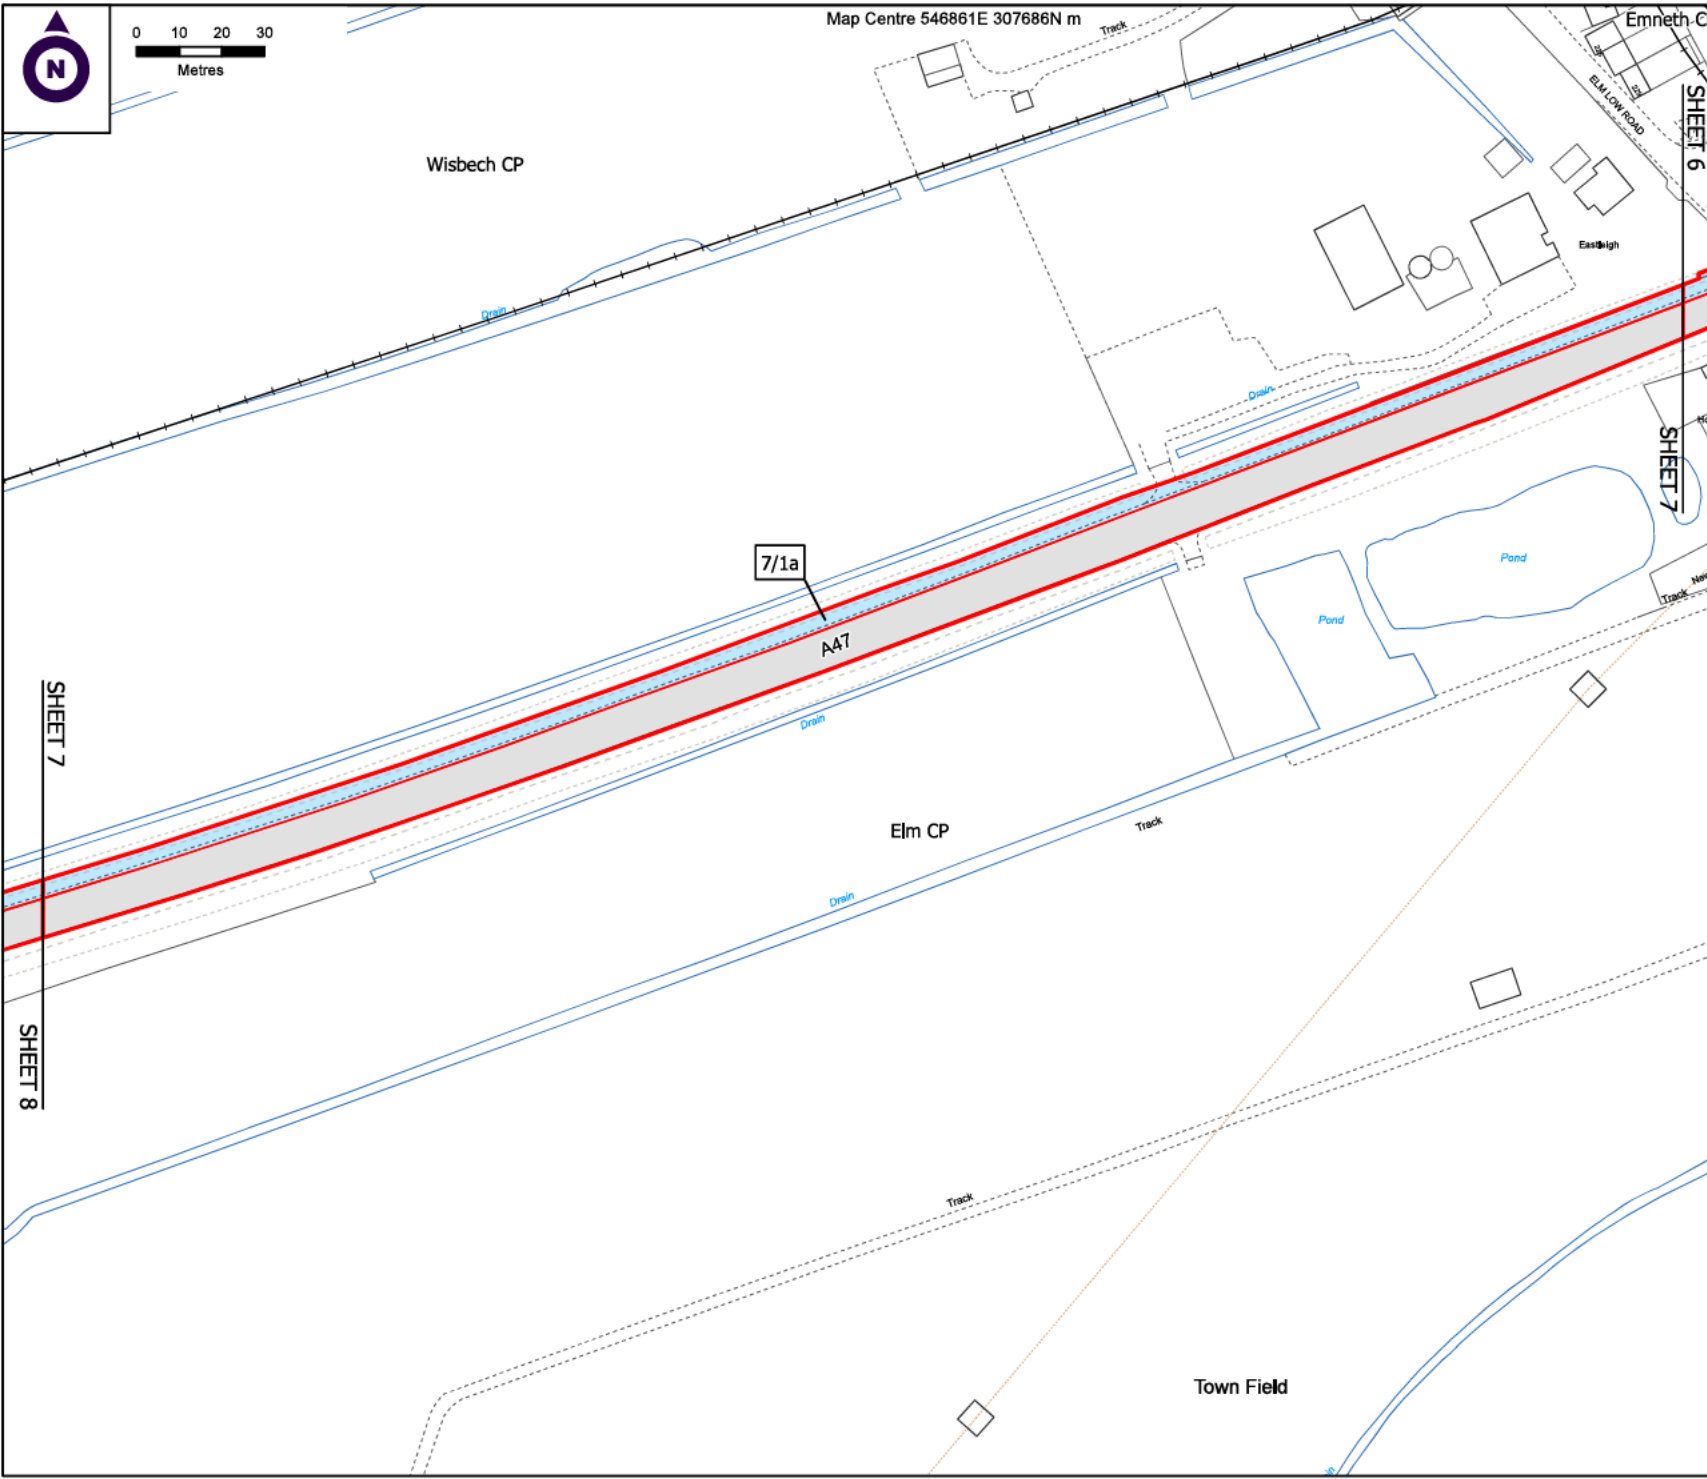 Map Centre 546861E 307686N m
Emneth C
N
0 10 20 30
Metres
Track
Wisbech CP
ELM LOW ROAD
SHEET 6
Eastleigh
Drain
Drain
SHEET 7
7/1a
A47
Pond
Pond
Track
SHEET 7
Drain
Elm CP
Track
Drain
SHEET 8
Track
Town Field